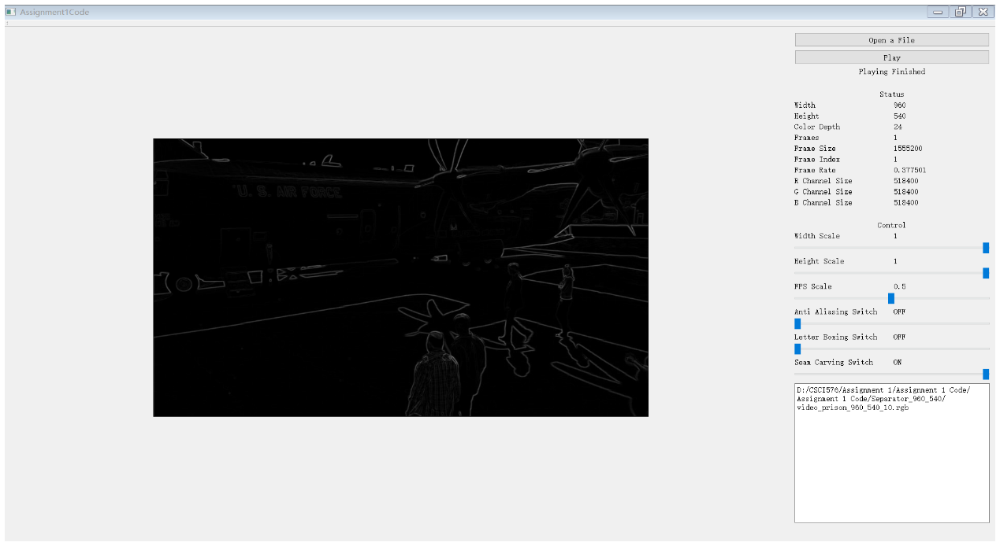 Assignment1Code
Open a File
Play
Playing Finished
Status
Width 960
Height 540
Color Depth 24
Frames 1
Frame Size 1555200
Frame Index 1
Frame Rate 0.377501
R Channel Size 518400
G Channel Size 518400
B Channel Size 518400
Control
Width Scale 1
Height Scale 1
FPS Scale 0.5
Anti Aliasing Switch OFF
Letter Boxing Switch OFF
Seam Carving Switch ON
D:/CSCI576/Assignment 1/Assignment 1 Code/
Assignment 1 Code/Separator_960_540/
video_prison_960_540_10.rgb
U. S. AIR FORCE